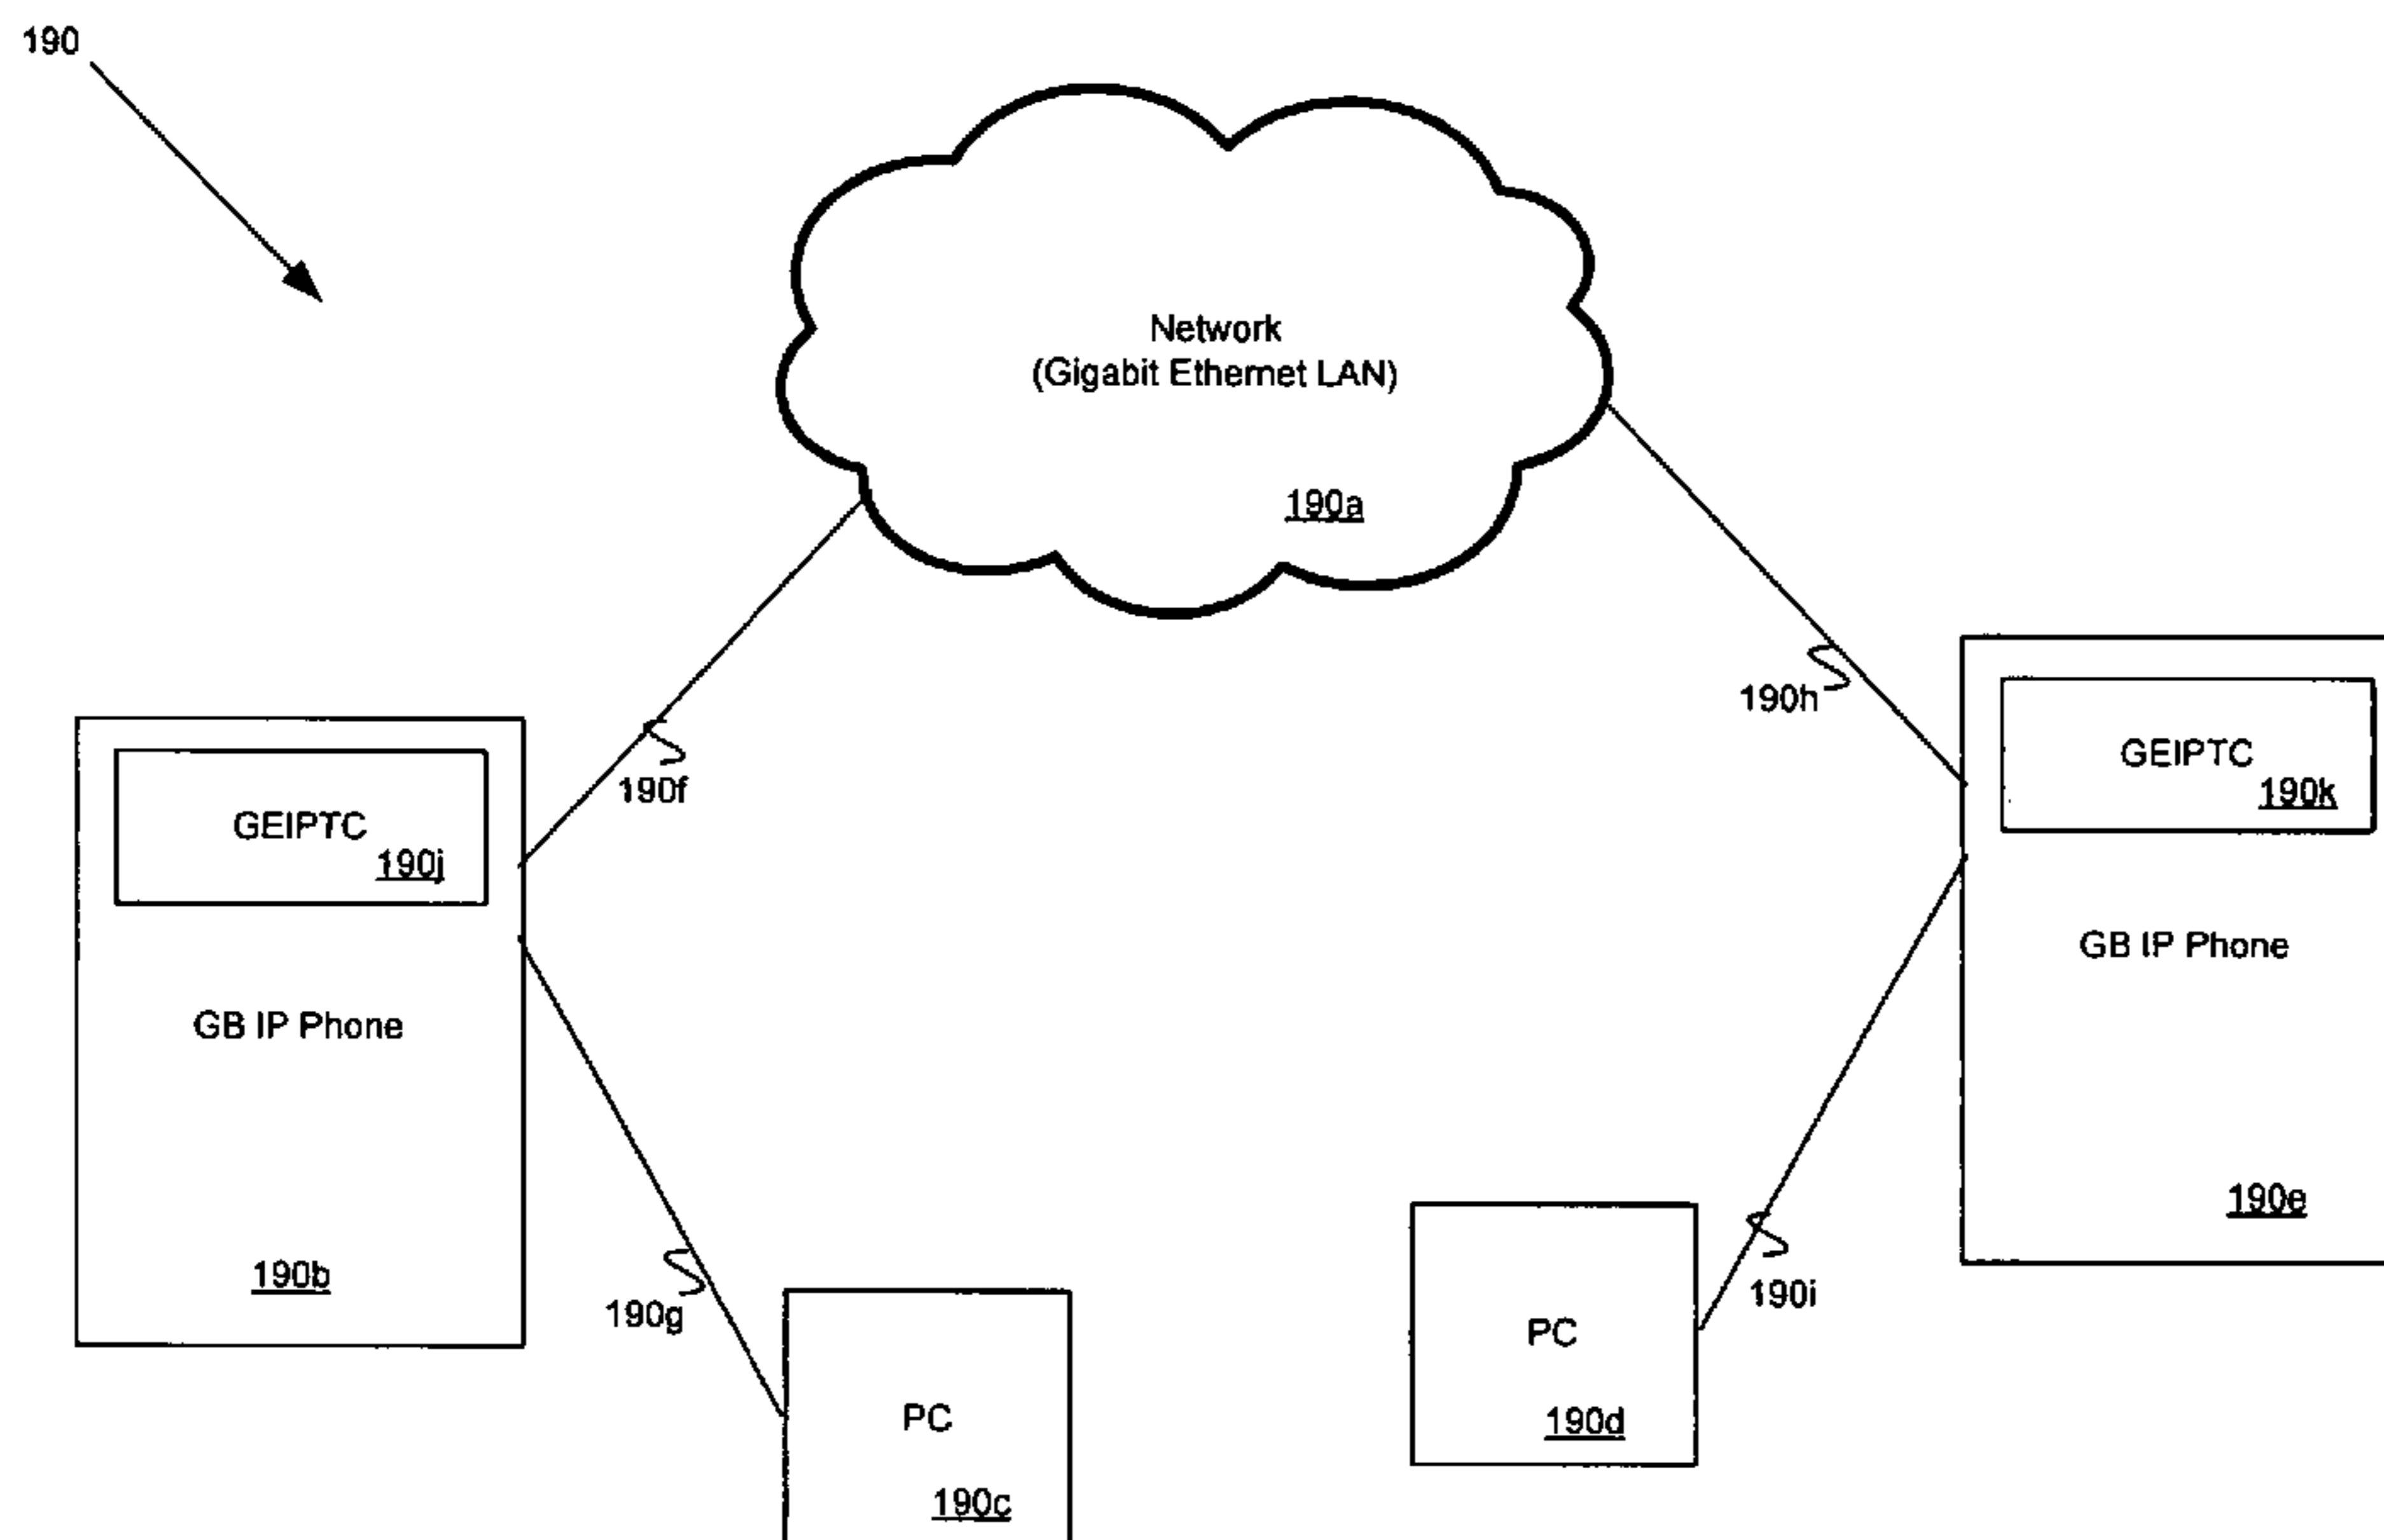 190
Network
(Gigabit Ethernet LAN)
190a
190h
190f
GEIPTC
190k
GEIPTC
190j
GB IP Phone
GB IP Phone
190e
190b
190g
190i
PC
190d
PC
190c